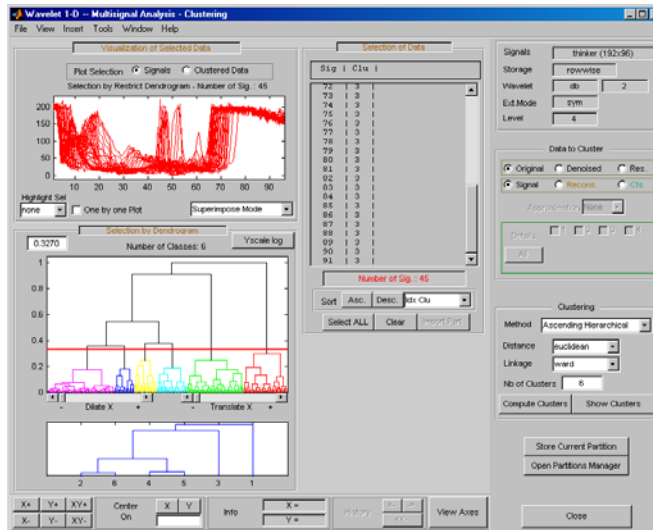 Wavelet 1-D -- Multisignal Analysis - Clustering
File View Insert Tools Window Help
Visualization of Selected Data
Plot Selection Signals Clustered Data
Selection by Restrict Dendrogram - Number of Sig. : 45
200
150
100
50
0
10 20 30 40 50 60 70 80 90
Highlight Sel
none One by one Plot Superimpose Mode
Selection by Dendrogram
0.3270 Number of Classes: 6 Yscale log
1
0.8
0.6
0.4
0.2
0
- Dilate X + - Translate X +
2 6 4 5 3 1
Selection of Data
Sig | Clu |
72 | 3 |
73 | 3 |
74 | 3 |
75 | 3 |
76 | 3 |
77 | 3 |
78 | 3 |
79 | 3 |
80 | 3 |
81 | 3 |
82 | 3 |
83 | 3 |
84 | 3 |
85 | 3 |
86 | 3 |
87 | 3 |
88 | 3 |
89 | 3 |
90 | 3 |
91 | 3 |
Number of Sig.: 45
Sort Asc. Desc. Idx Clu
Select ALL Clear Import Part
Signals thinker (192x96)
Storage rowwise
Wavelet db 2
Ext.Mode sym
Level 4
Data to Cluster
Original Denoised Res.
Signal Recons. Cfs
Approximation None
Details 1 2 3 4
All
Clustering
Method Ascending Hierarchical
Distance euclidean
Linkage ward
Nb of Clusters 6
Compute Clusters Show Clusters
Store Current Partition
Open Partitions Manager
Close
X+ Y+ XY+
X- Y- XY-
Center On X Y
Info X =
Y =
History
View Axes